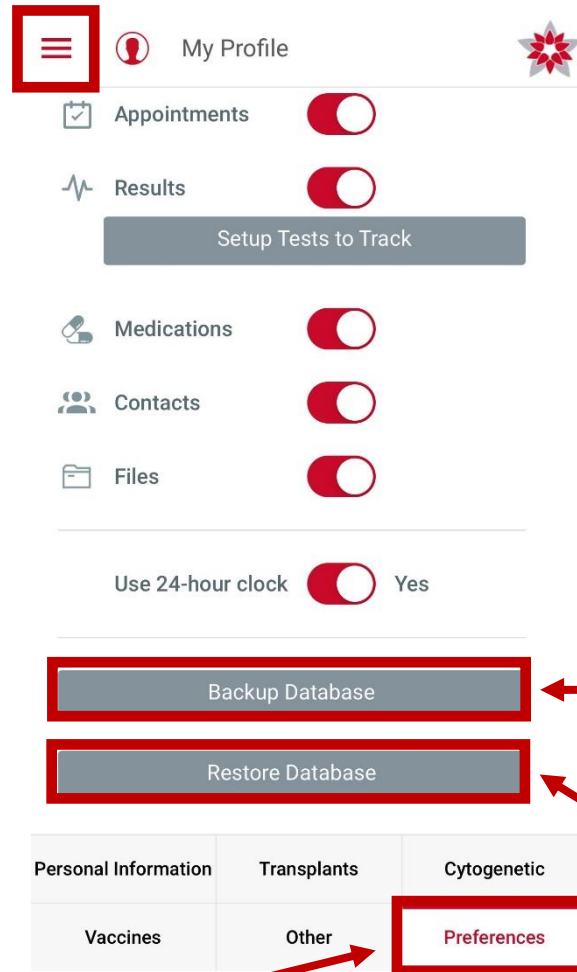 My Profile
Appointments
Results
Setup Tests to Track
Medications
Contacts
Files
Use 24-hour clock Yes
Backup Database
Restore Database
Personal Information Transplants Cytogenetic
Vaccines Other Preferences